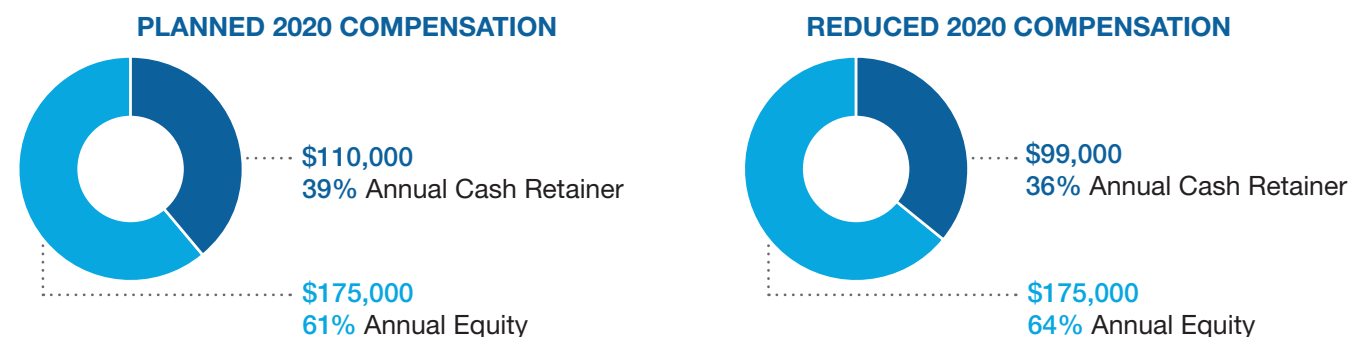 PLANNED 2020 COMPENSATION
$110,000
39% Annual Cash Retainer
$175,000
61% Annual Equity
REDUCED 2020 COMPENSATION
$99,000
36% Annual Cash Retainer
$175,000
64% Annual Equity